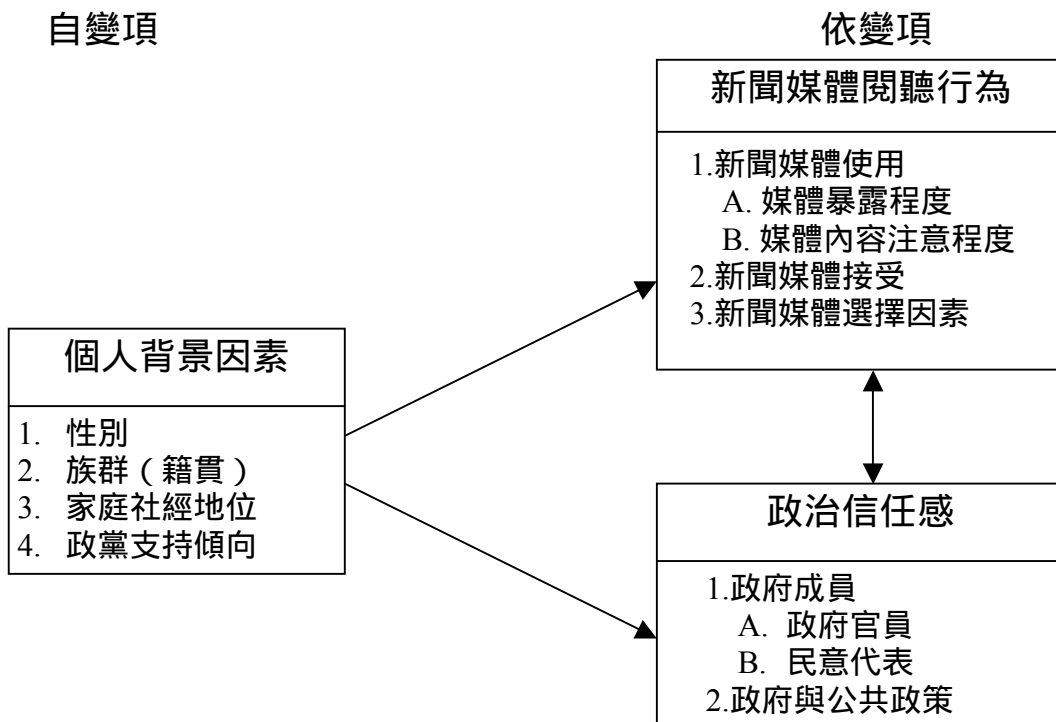 自變項
依變項
新聞媒體閱聽行為
1.新聞媒體使用
A. 媒體暴露程度
B. 媒體內容注意程度
2.新聞媒體接受
3.新聞媒體選擇因素
個人背景因素
1. 性別
2. 族群（籍貫）
3. 家庭社經地位
4. 政黨支持傾向
政治信任感
1.政府成員
A. 政府官員
B. 民意代表
2.政府與公共政策